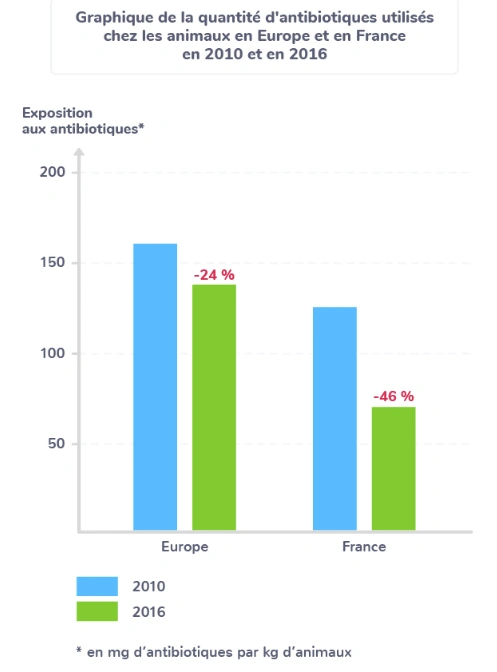 Graphique de la quantité d'antibiotiques utilisés
chez les animaux en Europe et en France
en 2010 et en 2016
Exposition
aux antibiotiques*
200
150
100
50
-24 %
-46 %
Europe
France
2010
2016
* en mg d’antibiotiques par kg d’animaux